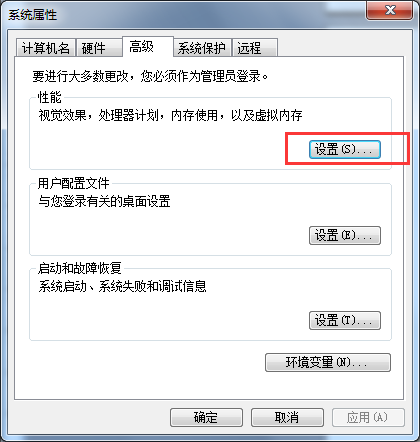 系统属性
计算机名 硬件 高级 系统保护 远程
要进行大多数更改，您必须作为管理员登录。
性能
视觉效果，处理器计划，内存使用，以及虚拟内存
设置(S)...
用户配置文件
与您登录有关的桌面设置
设置(E)...
启动和故障恢复
系统启动、系统失败和调试信息
设置(T)...
环境变量(N)...
确定 取消 应用(A)